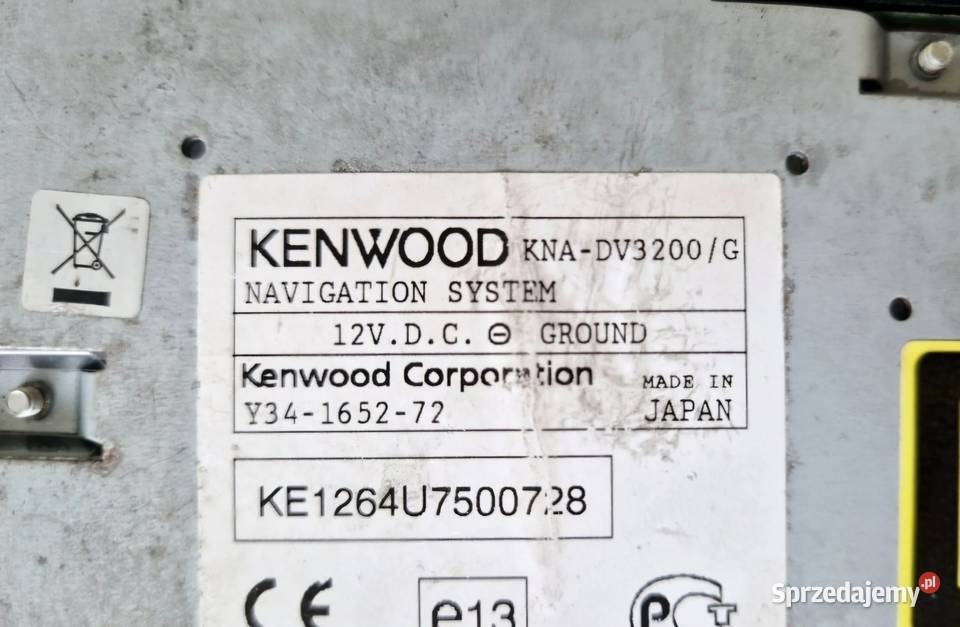 KENWOOD KNA-DV3200/G
NAVIGATION SYSTEM
12V.D.C. ⊖ GROUND
Kenwood Corporation
MADE IN
Y34-1652-72
JAPAN
KE1264U7500728
CE
e13
PCT
Sprzedajemy.pl